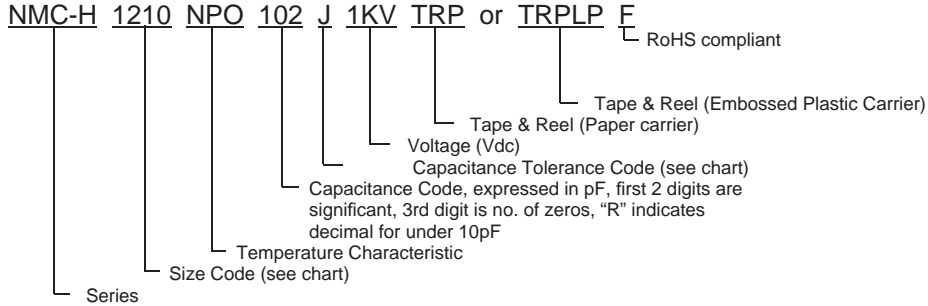 NMC-H 1210 NPO 102 J 1KV TRP or TRPLP F
RoHS compliant
Tape & Reel (Embossed Plastic Carrier)
Tape & Reel (Paper carrier)
Voltage (Vdc)
Capacitance Tolerance Code (see chart)
Capacitance Code, expressed in pF, first 2 digits are
significant, 3rd digit is no. of zeros, “R” indicates
decimal for under 10pF
Temperature Characteristic
Size Code (see chart)
Series